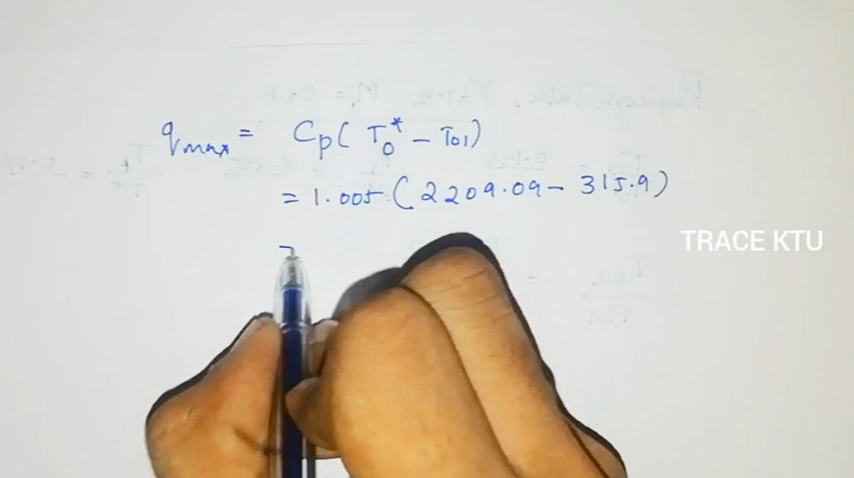 q_max = Cp( T0* - T01)
= 1.005 (2209.09 - 315.9)
TRACE KTU
=